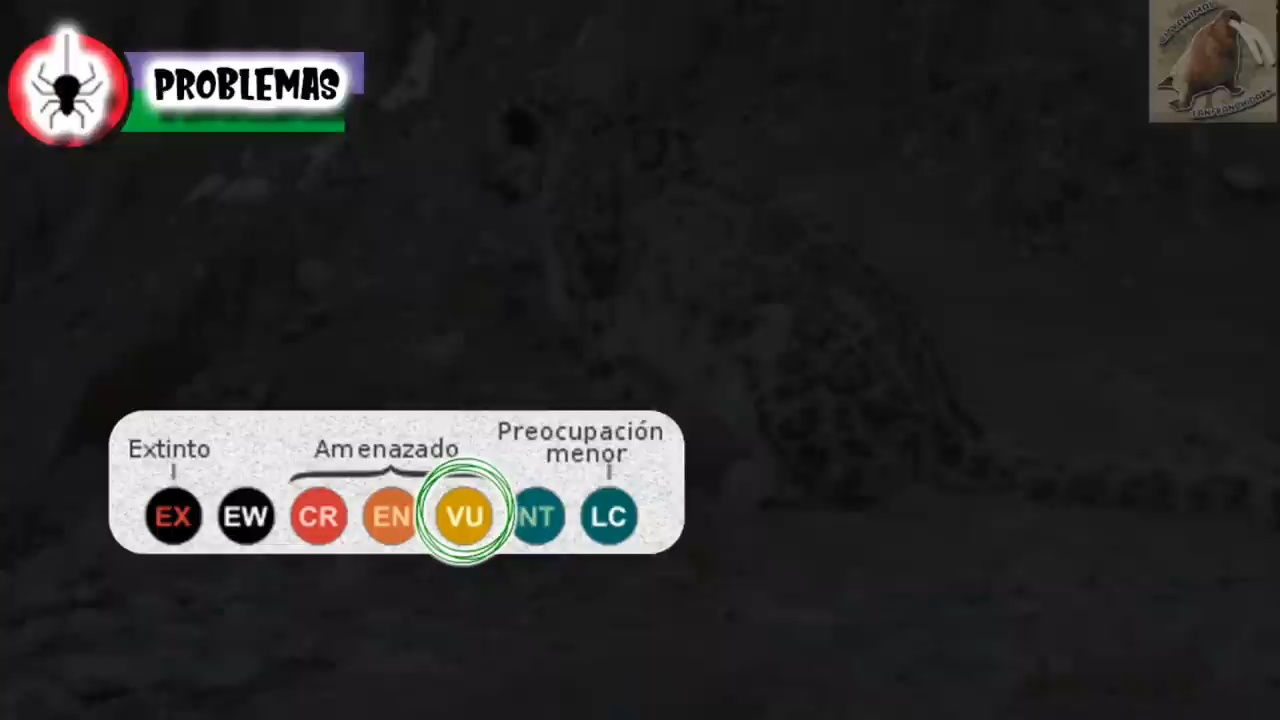 PROBLEMAS
Extinto
Amenazado
Preocupación
menor
EX EW CR EN VU NT LC